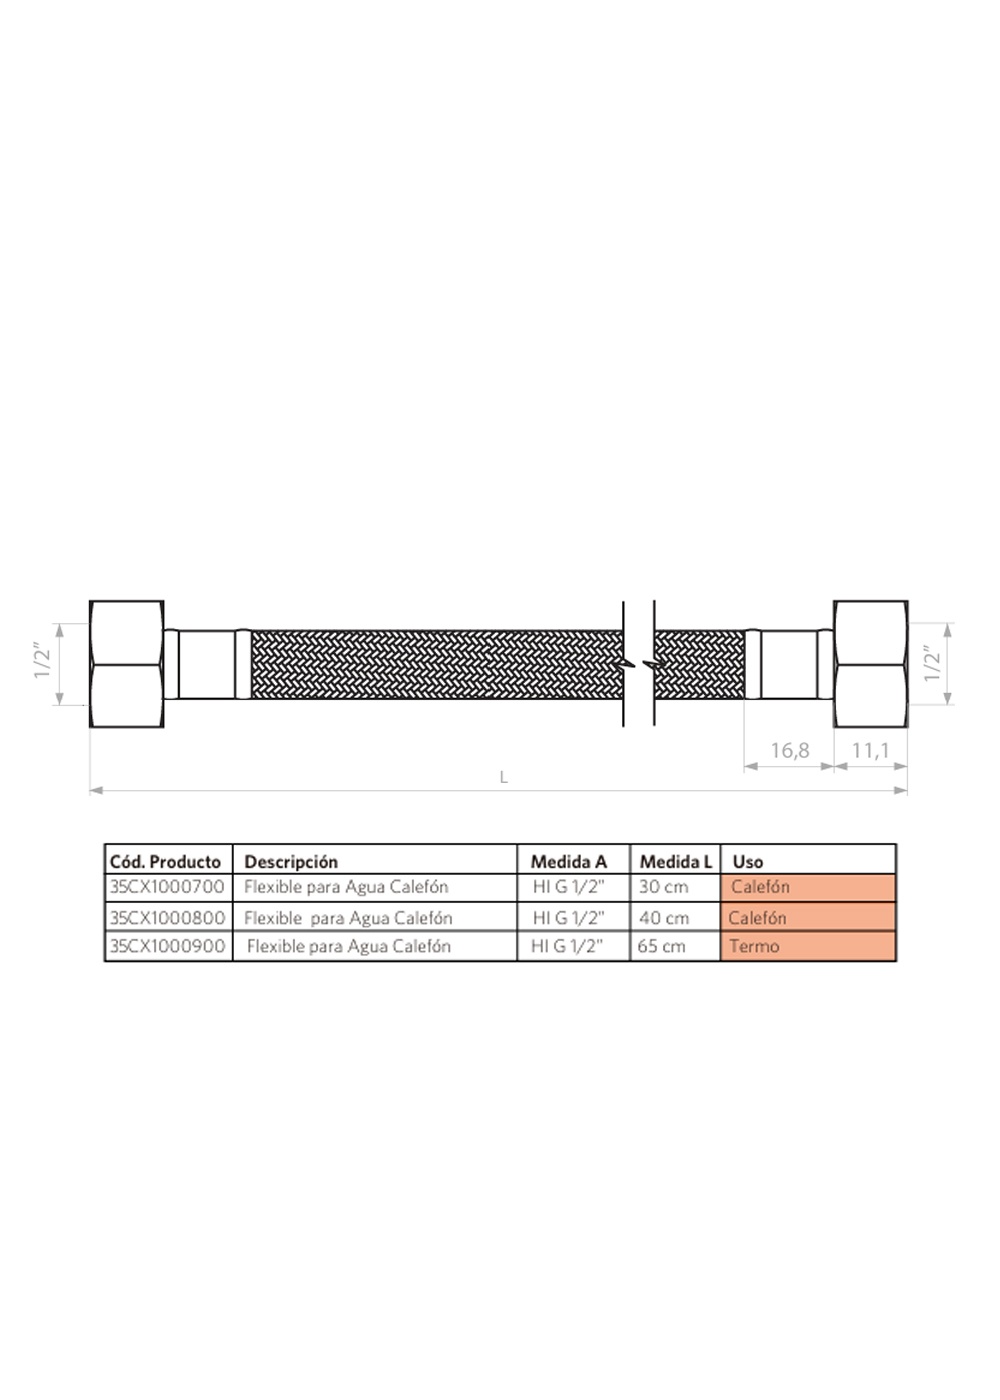 1/2"
1/2"
16,8
11,1
L
Cód. Producto Descripción Medida A Medida L Uso
35CX1000700 Flexible para Agua Calefón HI G 1/2" 30 cm Calefón
35CX1000800 Flexible para Agua Calefón HI G 1/2" 40 cm Calefón
35CX1000900 Flexible para Agua Calefón HI G 1/2" 65 cm Termo